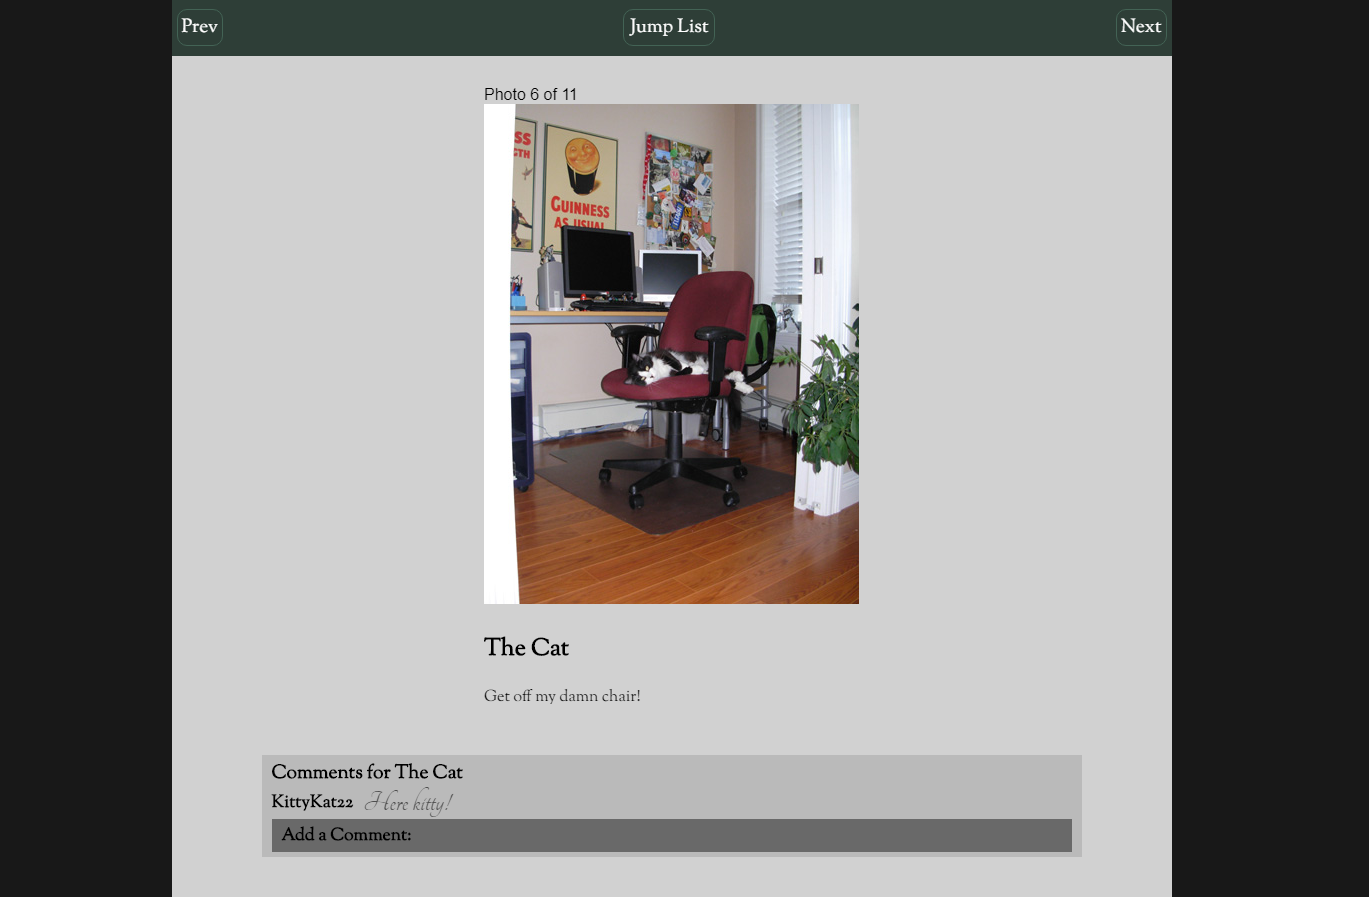 Prev
Jump List
Next
Photo 6 of 11
SS
GTH
GUINNESS
AS USUAL
The Cat
Get off my damn chair!
Comments for The Cat
KittyKat22 Here kitty!
Add a Comment: